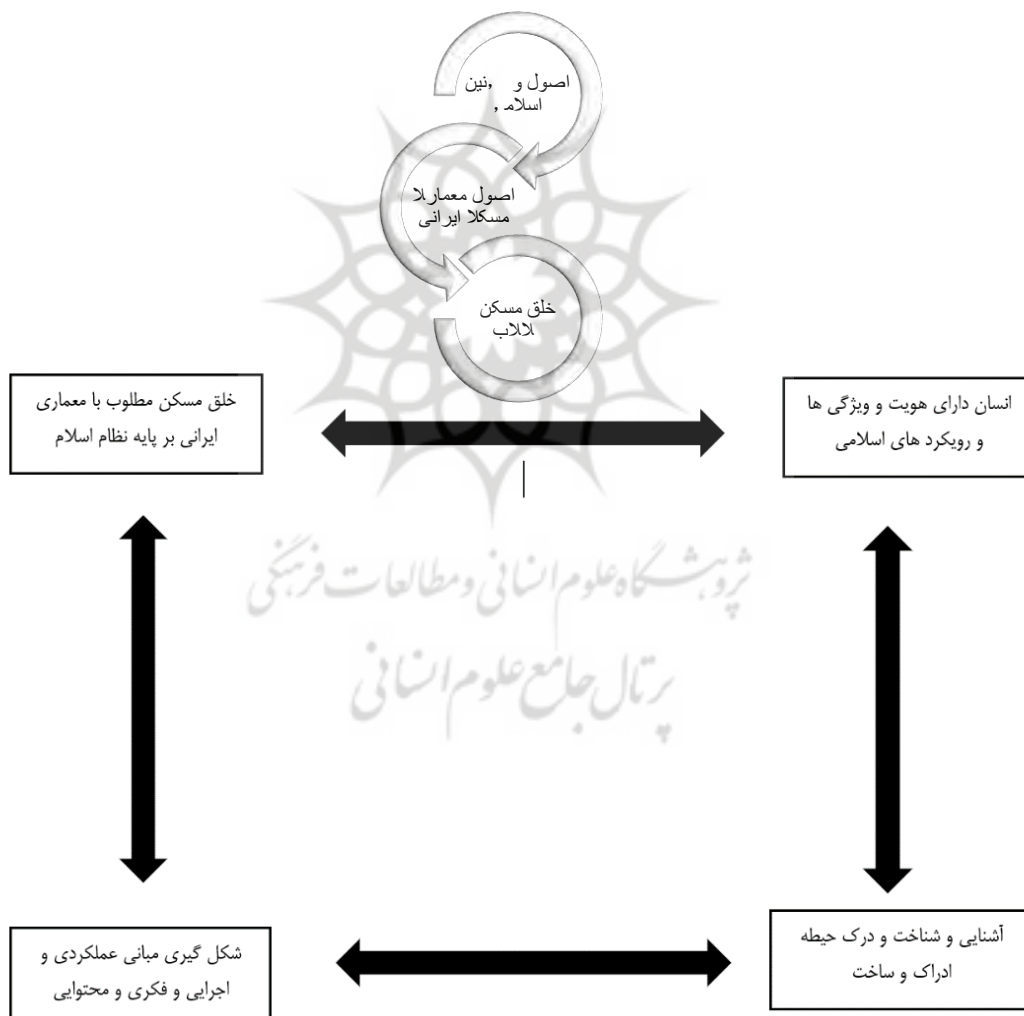 اصول و
اصول معمار
ایرانی
خلق مسکن
انسان دارای هویت و ویژگی ها
و رویکرد های اسلامی
خلق مسکن مطلوب با معماری
ایرانی بر پایه نظام اسلام
پژوهشگاه علوم انسانی و مطالعات فرهنگی
پرتال جامع علوم انسانی
آشنایی و شناخت و درک حیطه
ادراک و ساخت
شکل گیری مبانی عملکردی و
اجرایی و فکری و محتوایی